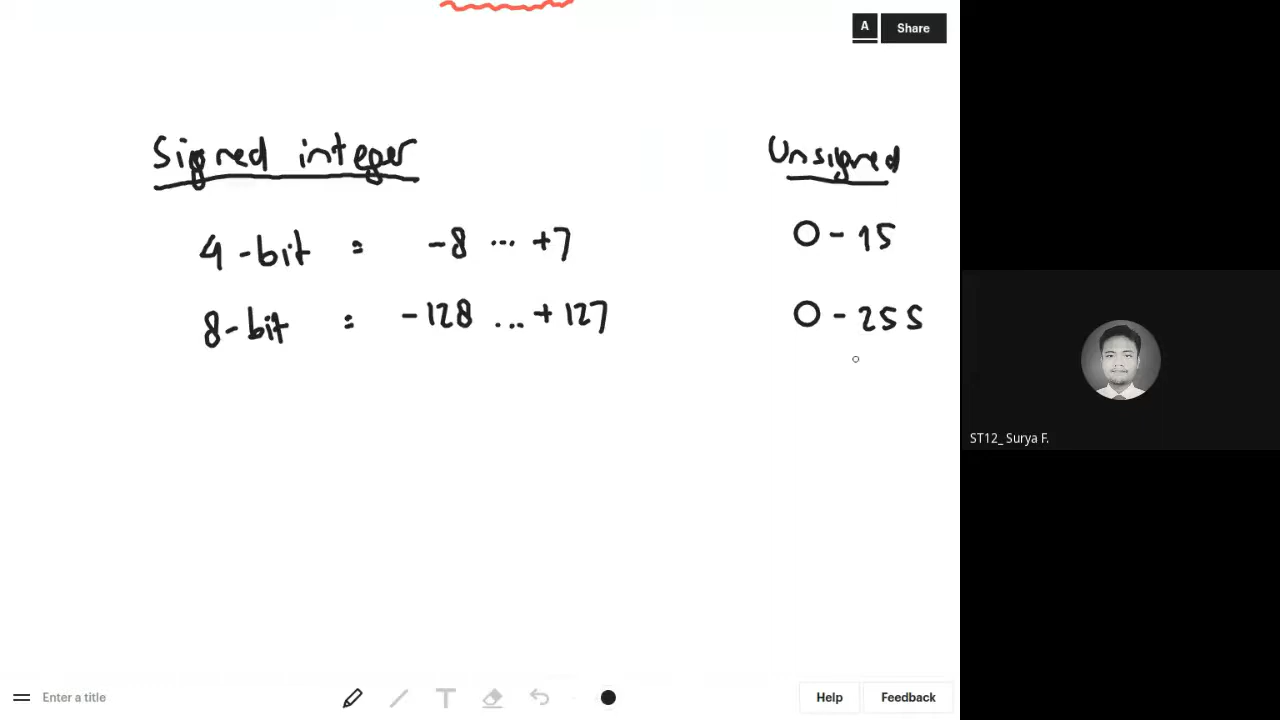 A Share
Signed integer
Unsigned
4-bit = -8 ... +7
0-15
8-bit = -128 ... +127
0-255
ST12_ Surya F.
Enter a title
T
Help Feedback